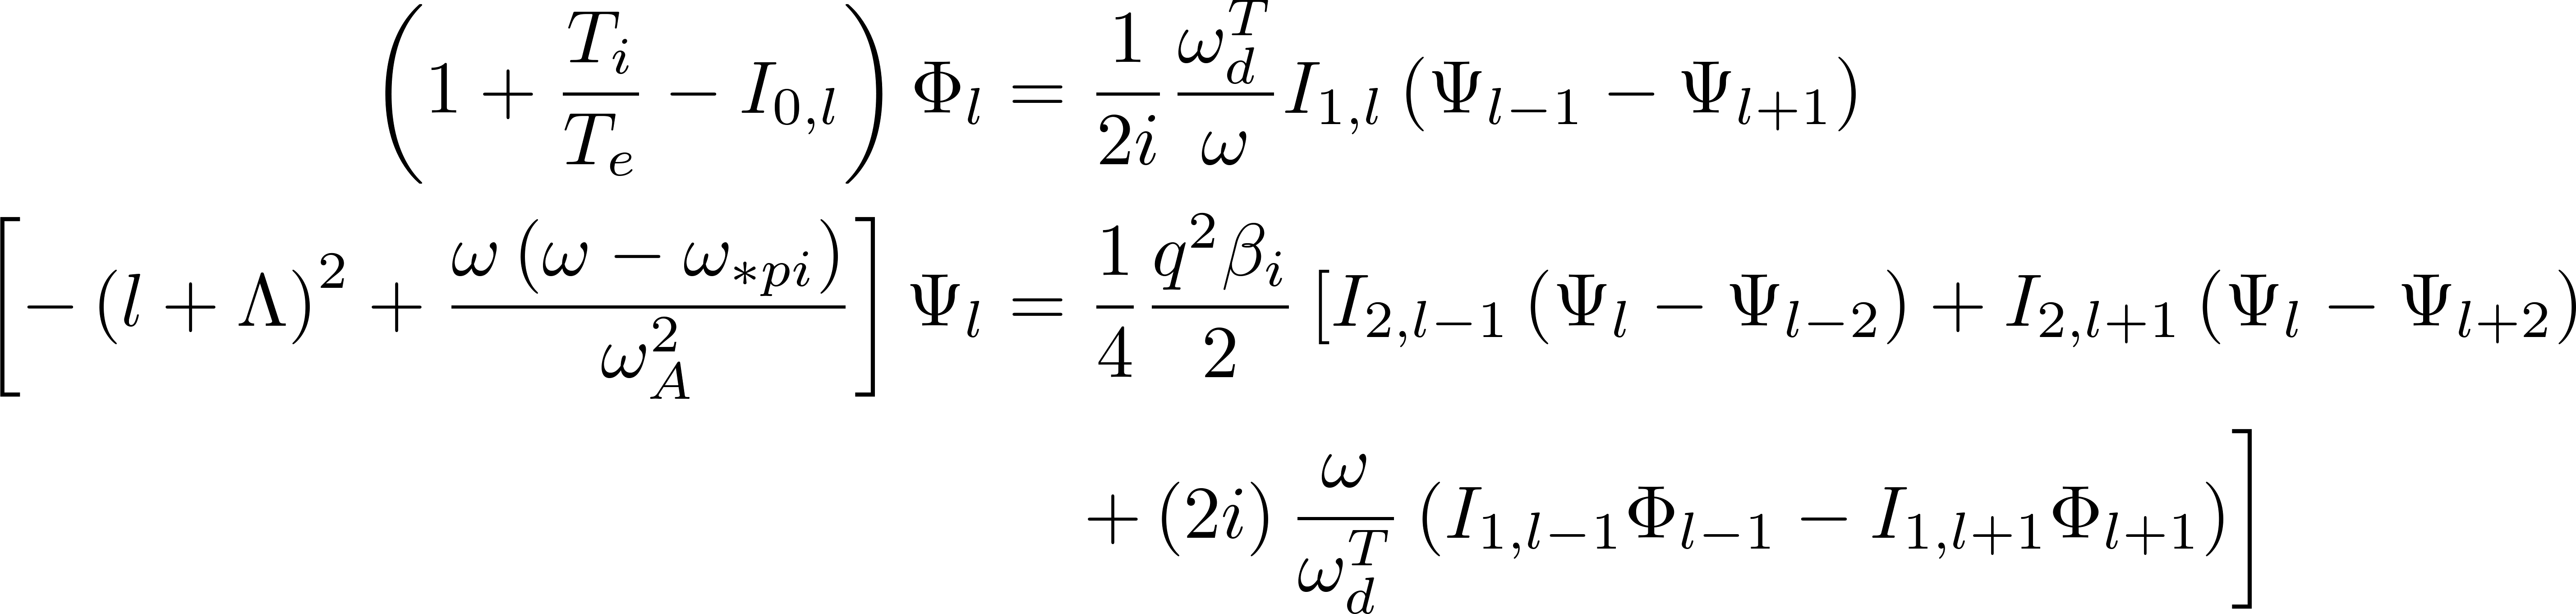 \left(1+\frac{T_i}{T_e}-I_{0,l}\right)\Phi_l=\frac{1}{2i}\frac{\omega_d^T}{\omega}I_{1,l}\left(\Psi_{l-1}-\Psi_{l+1}\right)
\left[-\left(l+\Lambda\right)^2+\frac{\omega\left(\omega-\omega_{*pi}\right)}{\omega_A^2}\right]\Psi_l=\frac{1}{4}\frac{q^2\beta_i}{2}\left[I_{2,l-1}\left(\Psi_l-\Psi_{l-2}\right)+I_{2,l+1}\left(\Psi_l-\Psi_{l+2}\right)\right.
\left.+\left(2i\right)\frac{\omega}{\omega_d^T}\left(I_{1,l-1}\Phi_{l-1}-I_{1,l+1}\Phi_{l+1}\right)\right]